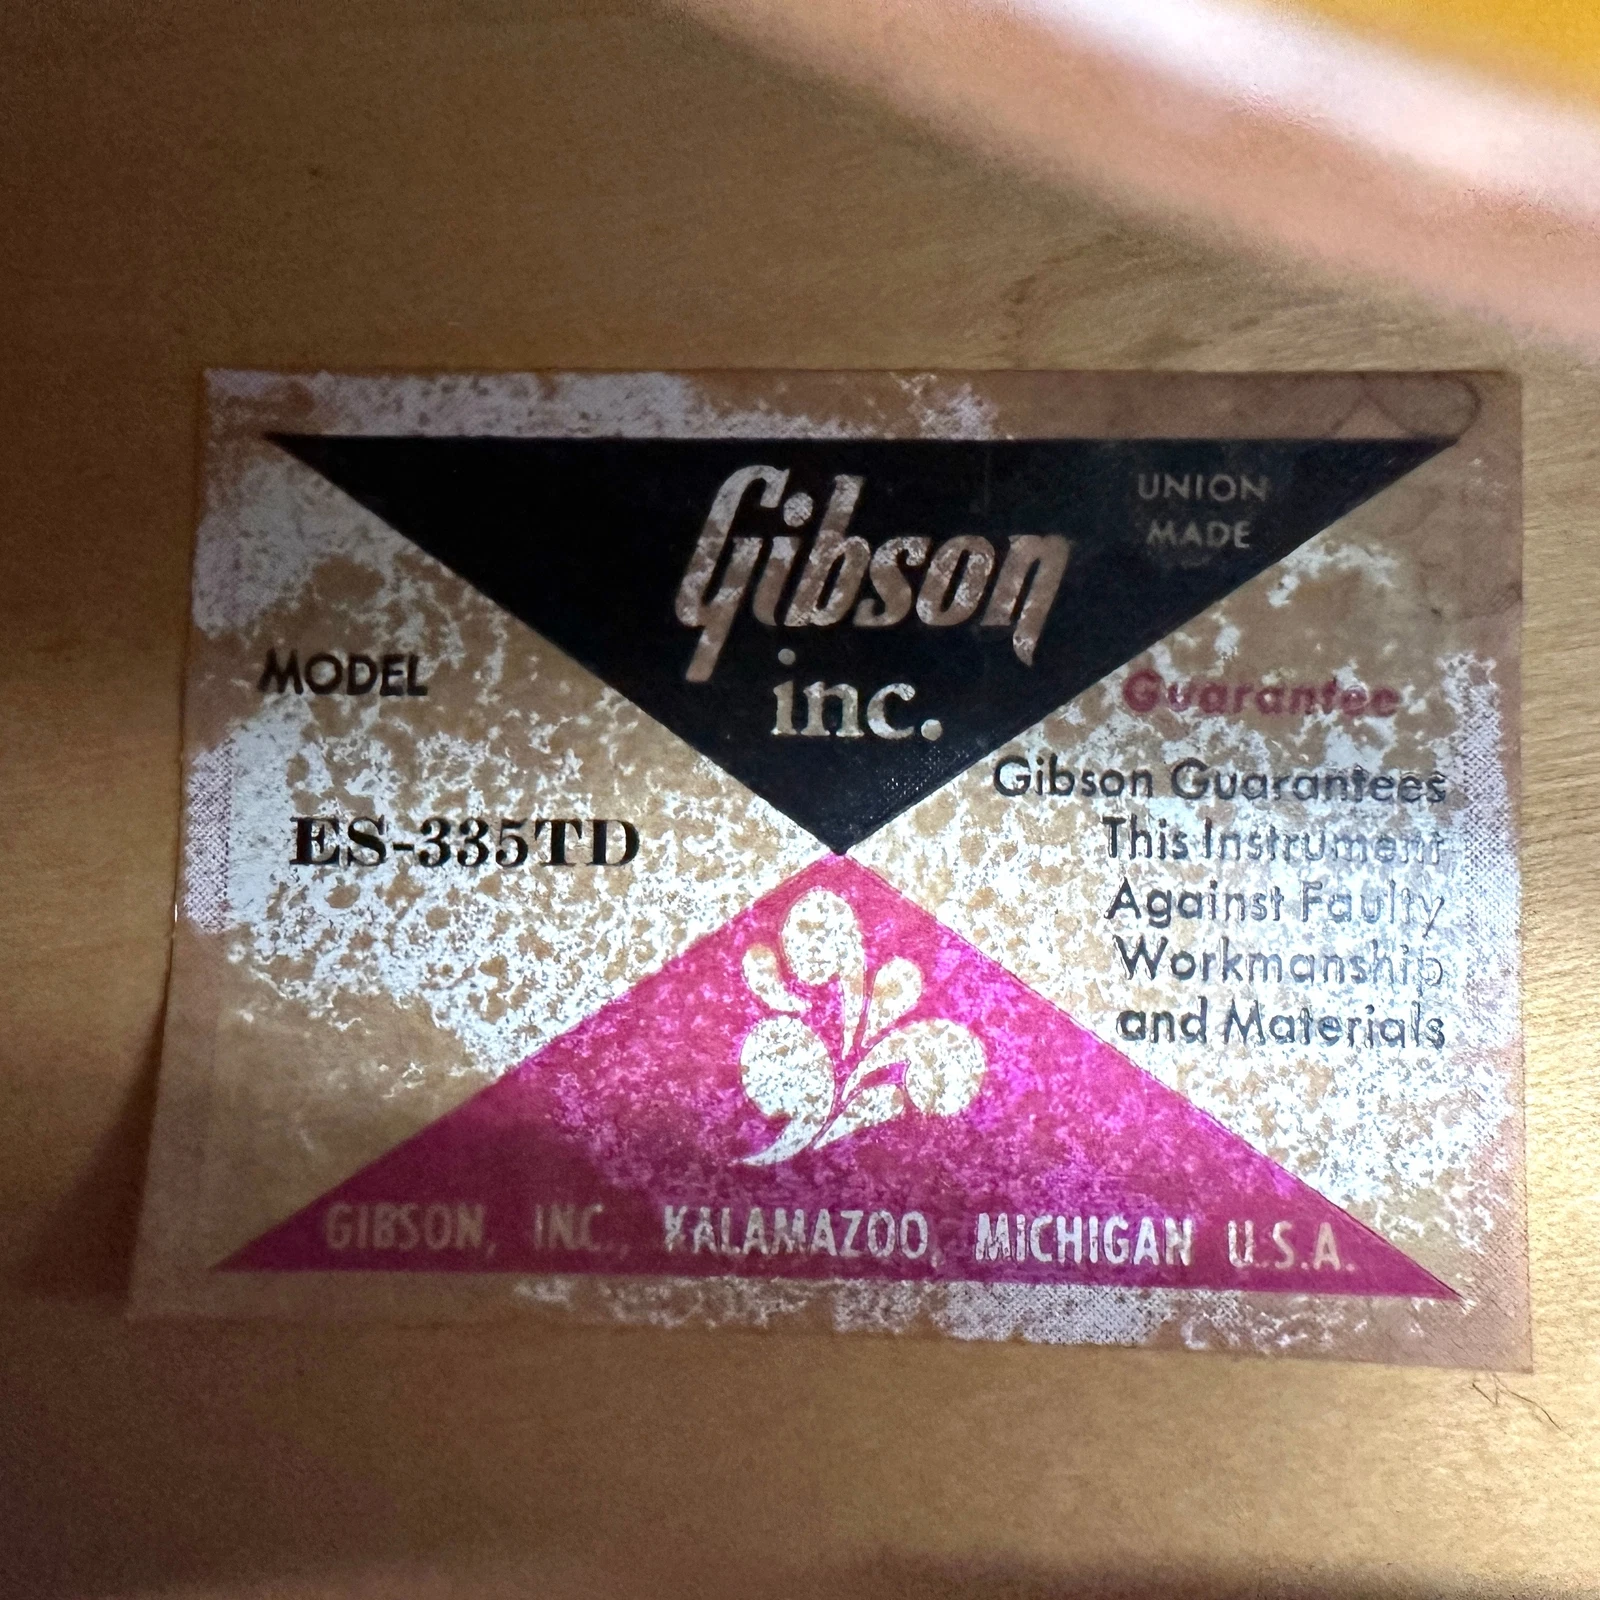 Gibson
inc.
UNION
MADE
MODEL
ES-335TD
Guarantee
Gibson Guarantees
This Instrument
Against Faulty
Workmanship
and Materials
GIBSON, INC., KALAMAZOO, MICHIGAN U.S.A.